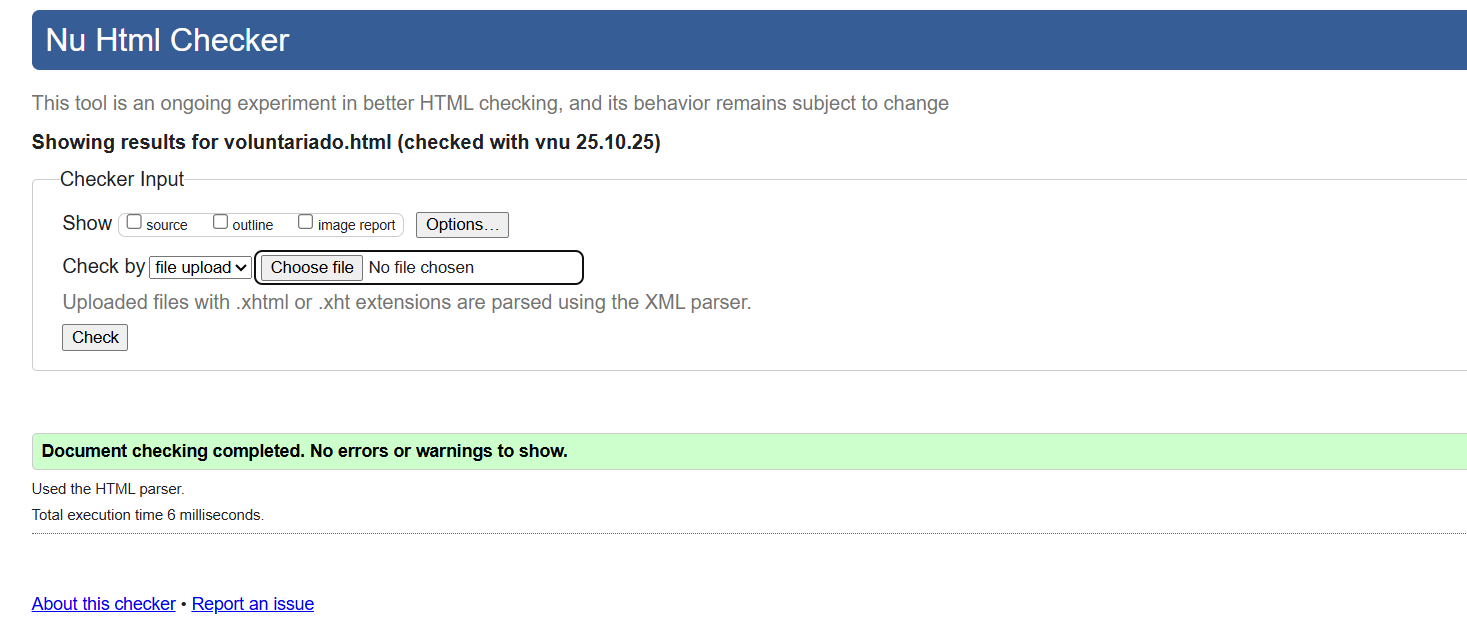 Nu Html Checker
This tool is an ongoing experiment in better HTML checking, and its behavior remains subject to change
Showing results for voluntariado.html (checked with vnu 25.10.25)
Checker Input
Show source outline image report Options…
Check by file upload Choose file No file chosen
Uploaded files with .xhtml or .xht extensions are parsed using the XML parser.
Check
Document checking completed. No errors or warnings to show.
Used the HTML parser.
Total execution time 6 milliseconds.
About this checker • Report an issue